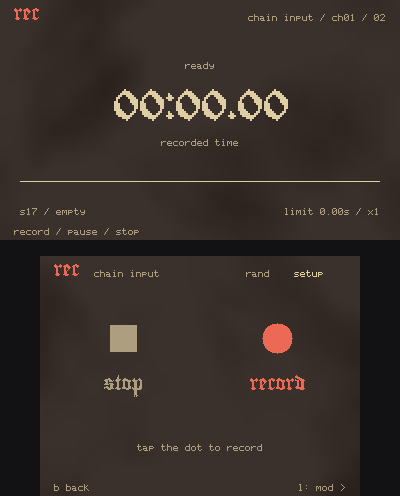 rec chain input / ch01 / 02
ready
00:00.00
recorded time
s17 / empty limit 0.00s / x1
record / pause / stop
rec chain input rand setup
stop record
tap the dot to record
b back l: mod >